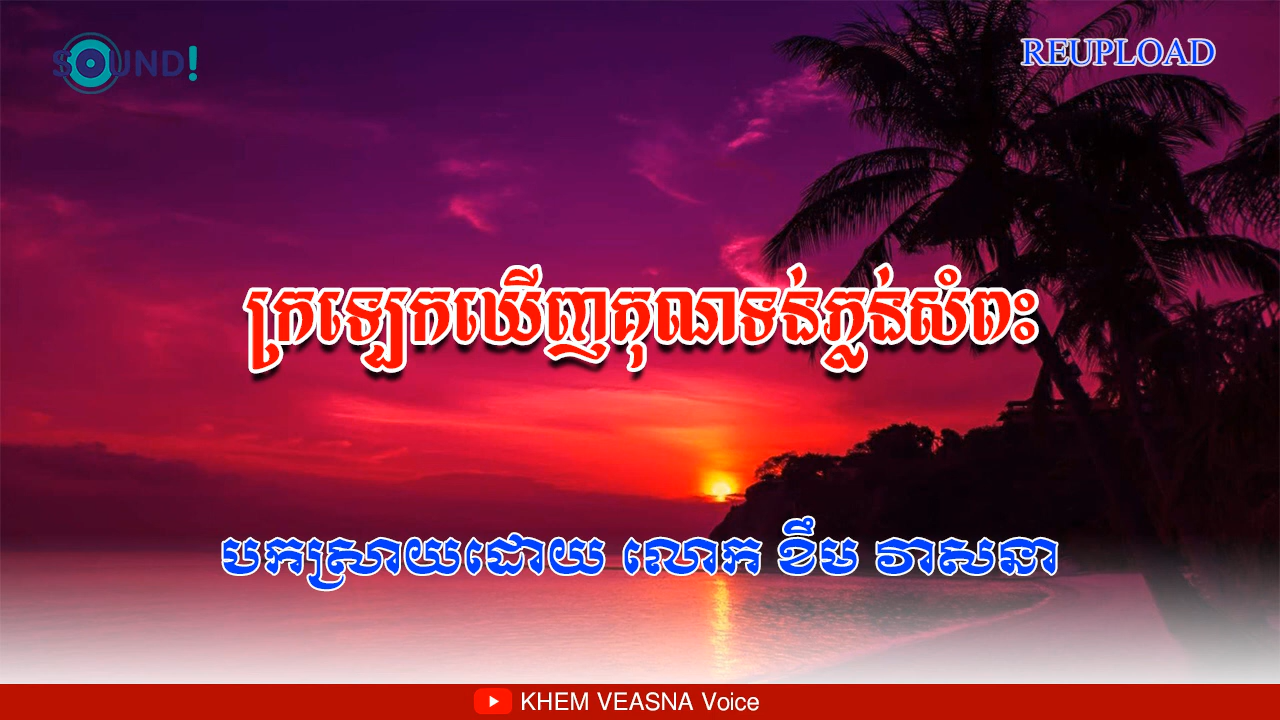 SOUND!
REUPLOAD
ក្រឡេកឃើញគុណទន់ភ្លន់សំពះ
បកស្រាយដោយ លោក ខឹម វាសនា
KHEM VEASNA Voice